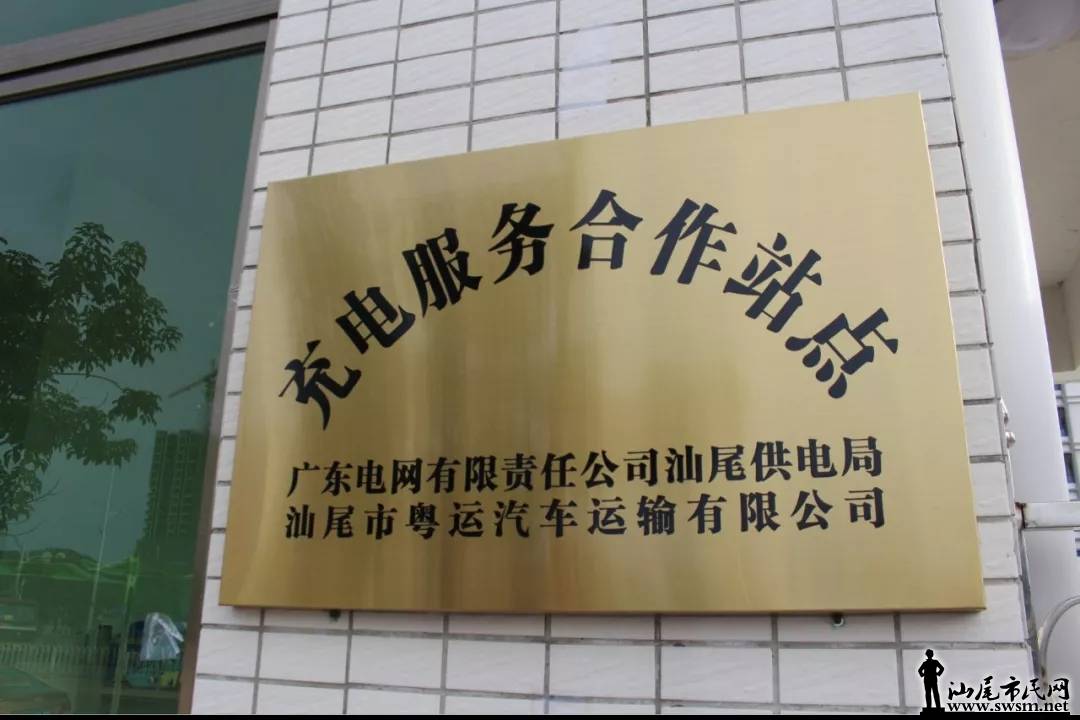 充电服务合作站点
广东电网有限责任公司汕尾供电局
汕尾市粤运汽车运输有限公司
汕尾市民网
www.swsm.net